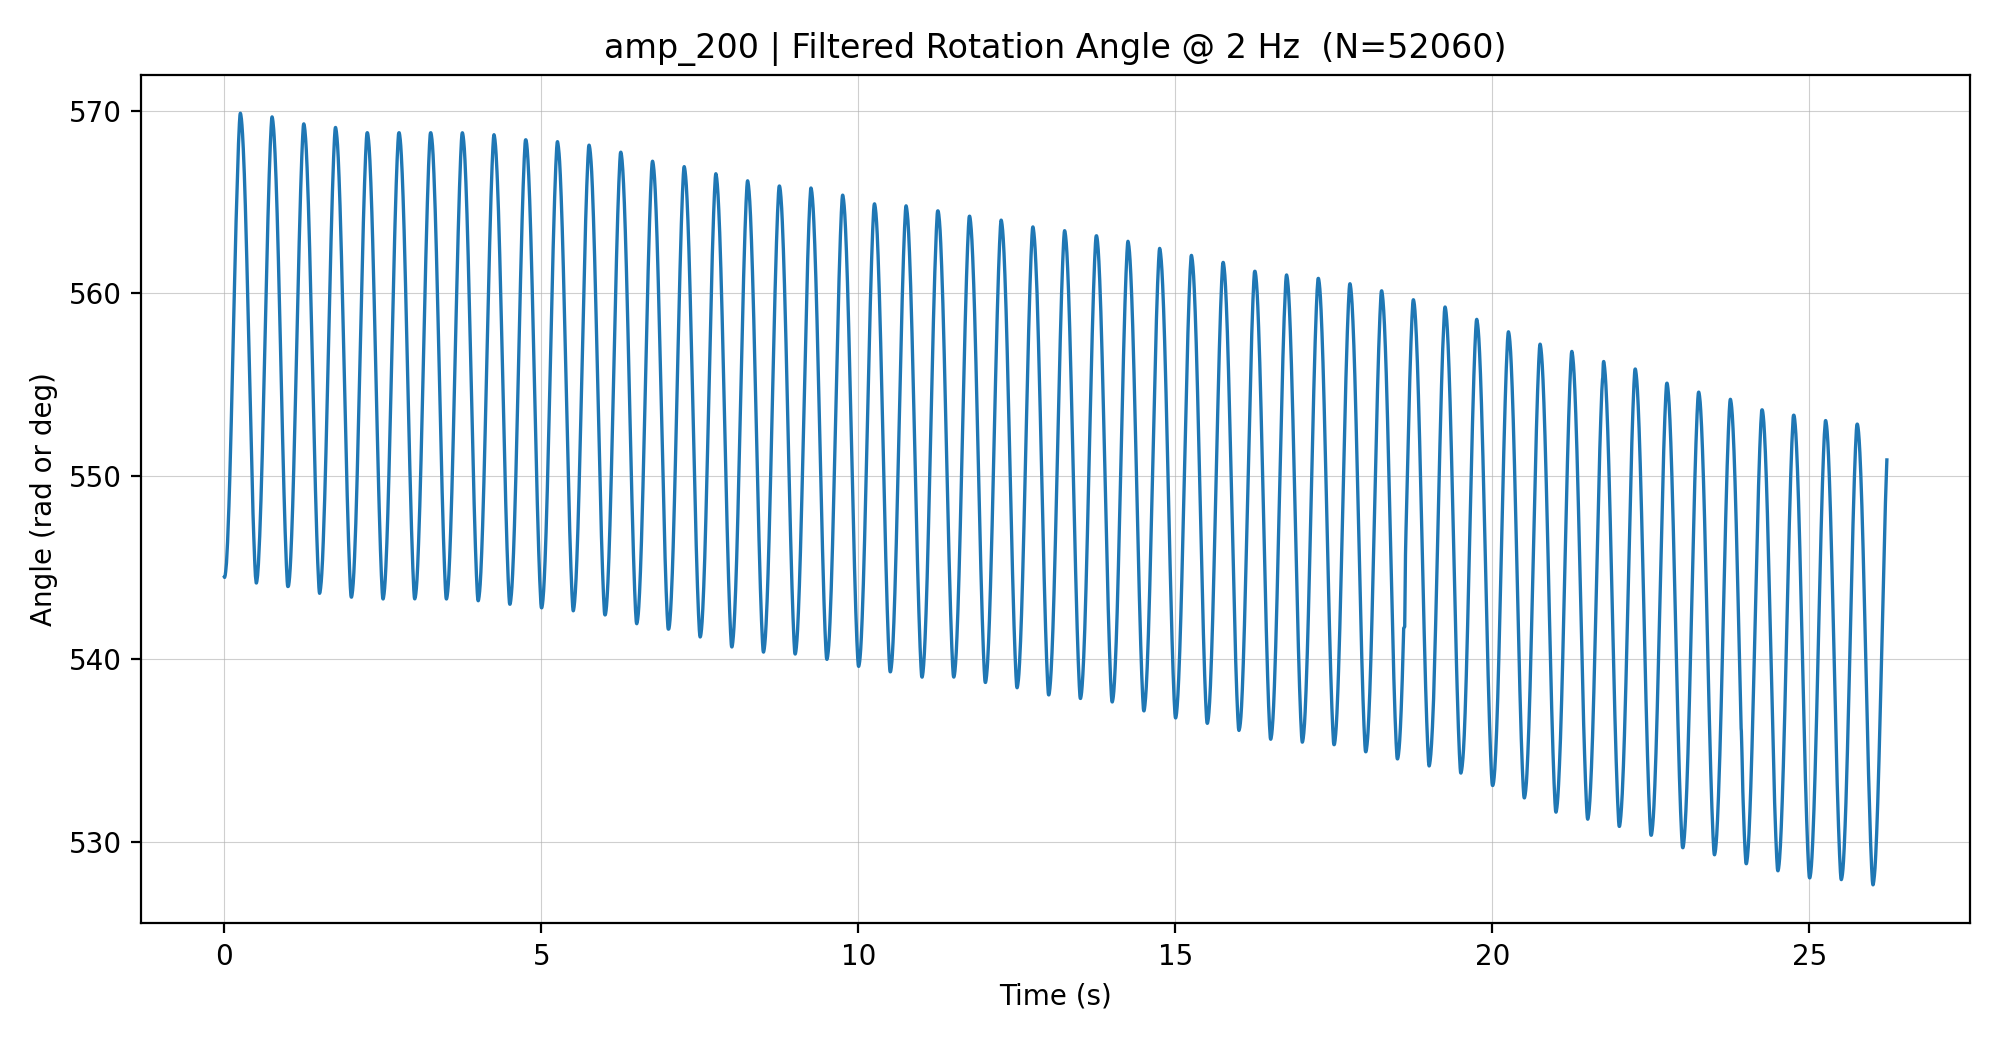 amp_200 | Filtered Rotation Angle @ 2 Hz  (N=52060)
Angle (rad or deg)
570
560
550
540
530
0 5 10 15 20 25
Time (s)